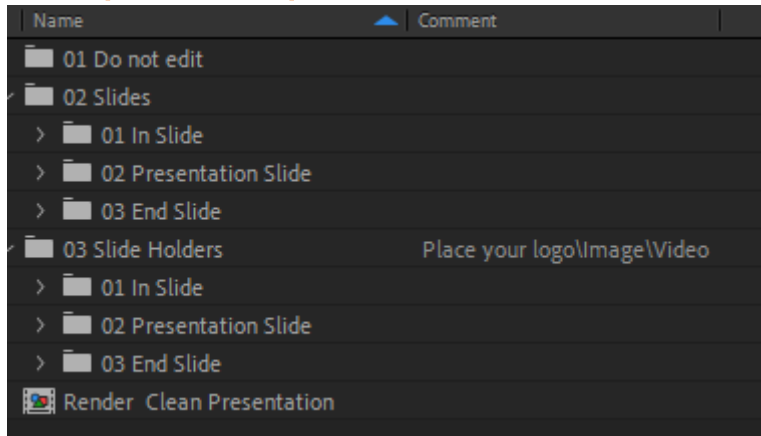 Name Comment
01 Do not edit
02 Slides
01 In Slide
02 Presentation Slide
03 End Slide
03 Slide Holders Place your logo\Image\Video
01 In Slide
02 Presentation Slide
03 End Slide
Render  Clean Presentation